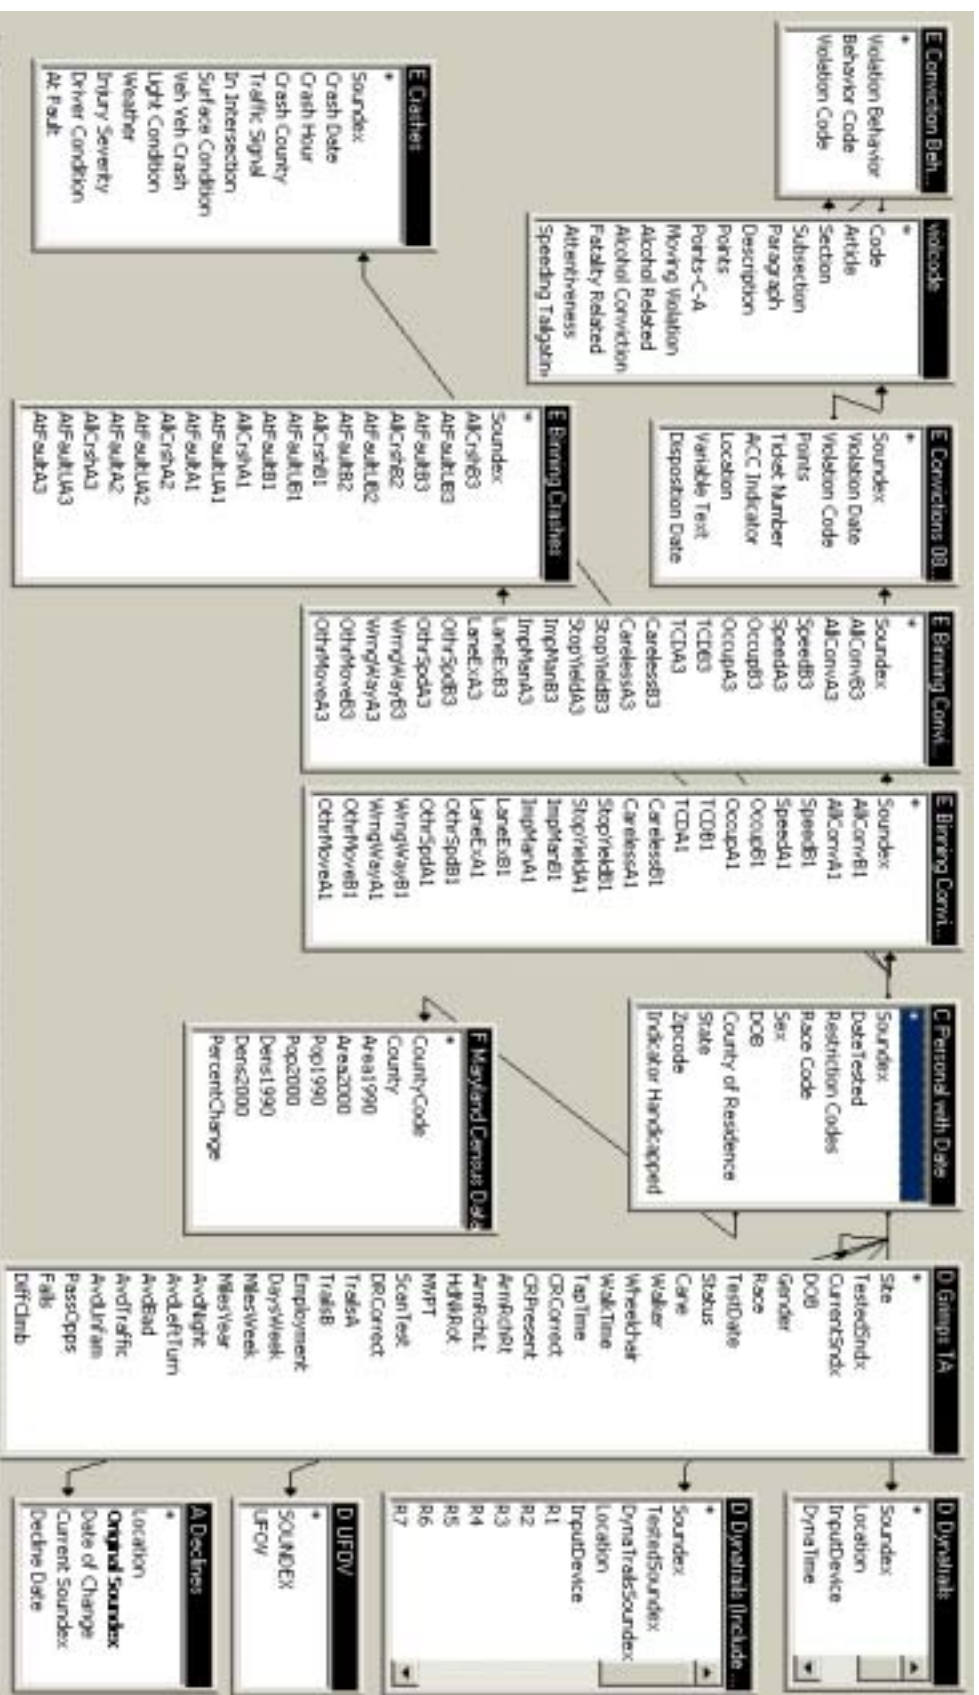 E Conviction Beh...
*
Violation Behavior
Behavior Code
Violation Code
violcode
*
Code
Article
Section
Subsection
Paragraph
Description
Points
Points-C-A
Moving Violation
Alcohol Related
Alcohol Conviction
Fatality Related
Attentiveness
Speeding Tailgating
E Convictions 08...
*
Soundex
Violation Date
Violation Code
Points
Ticket Number
ACC Indicator
Location
Variable Text
Disposition Date
E Binning Convi...
*
Soundex
AllConvB3
AllConvA3
SpeedB3
SpeedA3
OccupB3
OccupA3
TCDB3
TCDA3
CarelessB3
CarelessA3
StopYieldB3
StopYieldA3
ImpManB3
ImpManA3
LaneExB3
LaneExA3
OthrSpdB3
OthrSpdA3
WrngWayB3
WrngWayA3
OthrMoveB3
OthrMoveA3
E Binning Convi...
*
Soundex
AllConvB1
AllConvA1
SpeedB1
SpeedA1
OccupB1
OccupA1
TCDB1
TCDA1
CarelessB1
CarelessA1
StopYieldB1
StopYieldA1
ImpManB1
ImpManA1
LaneExB1
LaneExA1
OthrSpdB1
OthrSpdA1
WrngWayB1
WrngWayA1
OthrMoveB1
OthrMoveA1
C Personal with Date
*
Soundex
DateTested
Restriction Codes
Race Code
Sex
DOB
County of Residence
State
Zipcode
Indicator Handicapped
D Gmps TA
*
Site
TestedSndx
CurrentSndx
DOB
Gender
Race
TestDate
Status
Cane
Walker
Wheelchair
WalkTime
TapTime
CRCorrect
CRPresent
ArmRchRt
ArmRchLt
HdNkRot
MVPT
ScanTest
DRCorrect
TrailsA
TrailsB
Employment
DaysWeek
MilesWeek
MilesYear
AvdNight
AvdLeftTurn
AvdBad
AvdTraffic
AvdUnfam
PassOpps
Falls
DiffClimb
D Dynatrails
*
Soundex
Location
InputDevice
DynaTime
D Dynatrails (Include ...
*
Soundex
TestedSoundex
DynaTrailsSoundex
Location
InputDevice
R1
R2
R3
R4
R5
R6
R7
D UFOV
*
SOUNDEX
UFOV
A Declines
*
Location
Original Soundex
Date of Change
Current Soundex
Decline Date
E Crashes
*
Soundex
Crash Date
Crash Hour
Crash County
Traffic Signal
In Intersection
Surface Condition
Veh Veh Crash
Light Condition
Weather
Injury Severity
Driver Condition
At Fault
E Binning Crashes
*
Soundex
AllCrshB3
AtFaultUB3
AtFaultB3
AllCrshB2
AtFaultUB2
AtFaultB2
AllCrshB1
AtFaultUB1
AtFaultB1
AllCrshA1
AtFaultUA1
AtFaultA1
AllCrshA2
AtFaultUA2
AtFaultA2
AllCrshA3
AtFaultUA3
AtFaultA3
F Maryland Census Data
*
CountyCode
County
Area1990
Area2000
Pop1990
Pop2000
Dens1990
Dens2000
PercentChange